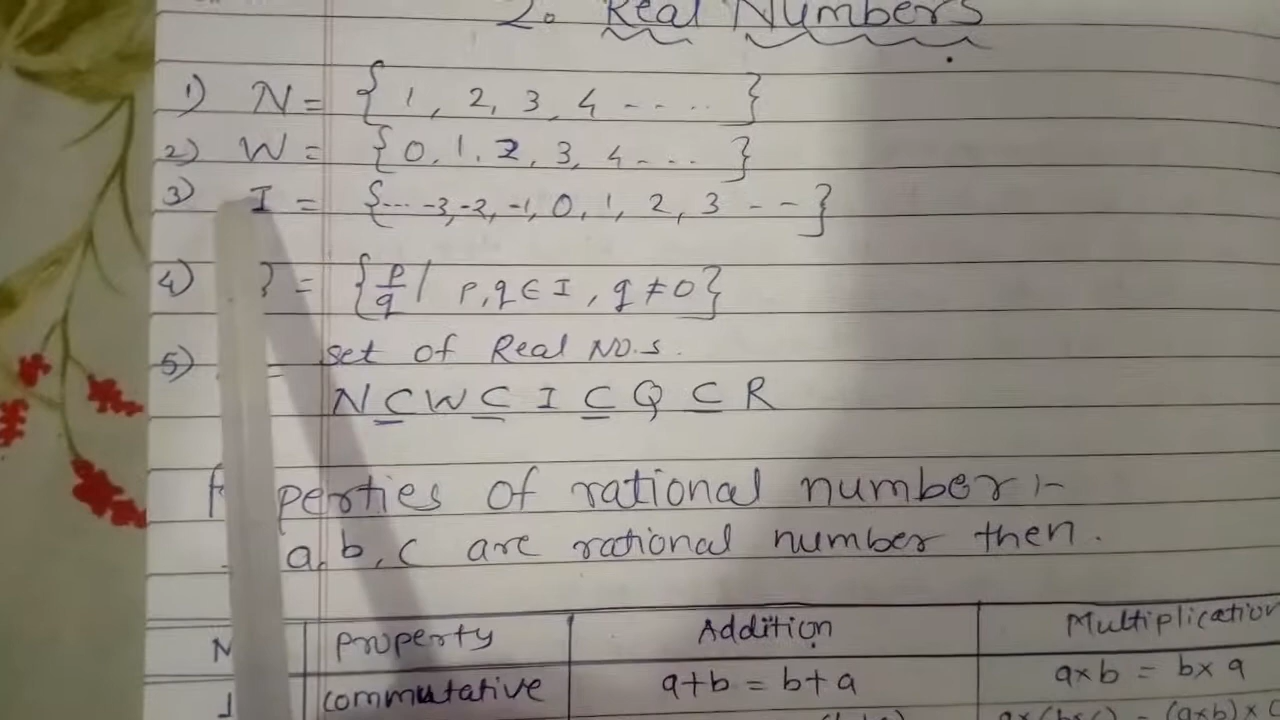 2. Real Numbers
1) N = { 1, 2, 3, 4 - - - - }
2) W = { 0, 1, 2, 3, 4 - - - }
3) I = { --- -3, -2, -1, 0, 1, 2, 3 - - }
4) = { p/q / p, q ∈ I, q ≠ 0 }
5) = set of Real NO.s.
N ⊆ W ⊆ I ⊆ Q ⊆ R
of rational number :-
a, b, c are rational number then.
Property Addition Multiplication
commutative a+b = b+a a×b = b×a